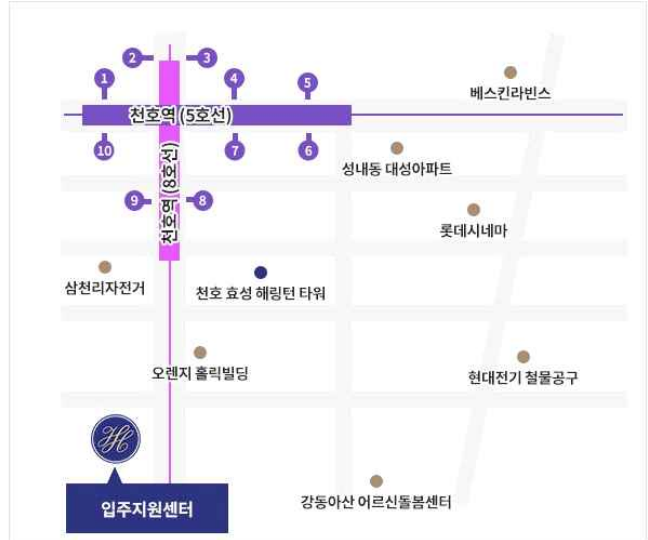 2
3
1
4
5
베스킨라빈스
천호역 (5호선)
10
7
6
성내동 대성아파트
천호역 (8호선)
9
8
롯데시네마
삼천리자전거
천호 효성 해링턴 타워
오렌지 홀릭빌딩
현대전기 철물공구
H
입주지원센터
강동아산 어르신돌봄센터